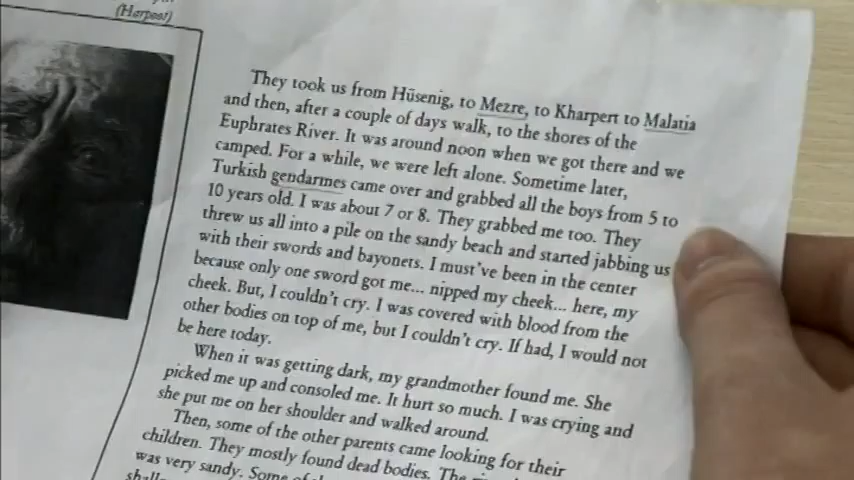 (Harpoot)
They took us from Hüsenig, to Mezre, to Kharpert to Malatia
and then, after a couple of days walk, to the shores of the
Euphrates River. It was around noon when we got there and we
camped. For a while, we were left alone. Sometime later,
Turkish gendarmes came over and grabbed all the boys from 5 to
10 years old. I was about 7 or 8. They grabbed me too. They
threw us all into a pile on the sandy beach and started jabbing us
with their swords and bayonets. I must've been in the center
because only one sword got me... nipped my cheek... here, my
cheek. But, I couldn't cry. I was covered with blood from the
other bodies on top of me, but I couldn't cry. If had, I would not
be here today.
When it was getting dark, my grandmother found me. She
picked me up and consoled me. It hurt so much. I was crying and
she put me on her shoulder and walked around.
Then, some of the other parents came looking for their
children. They mostly found dead bodies. The
was very sandy. Some of